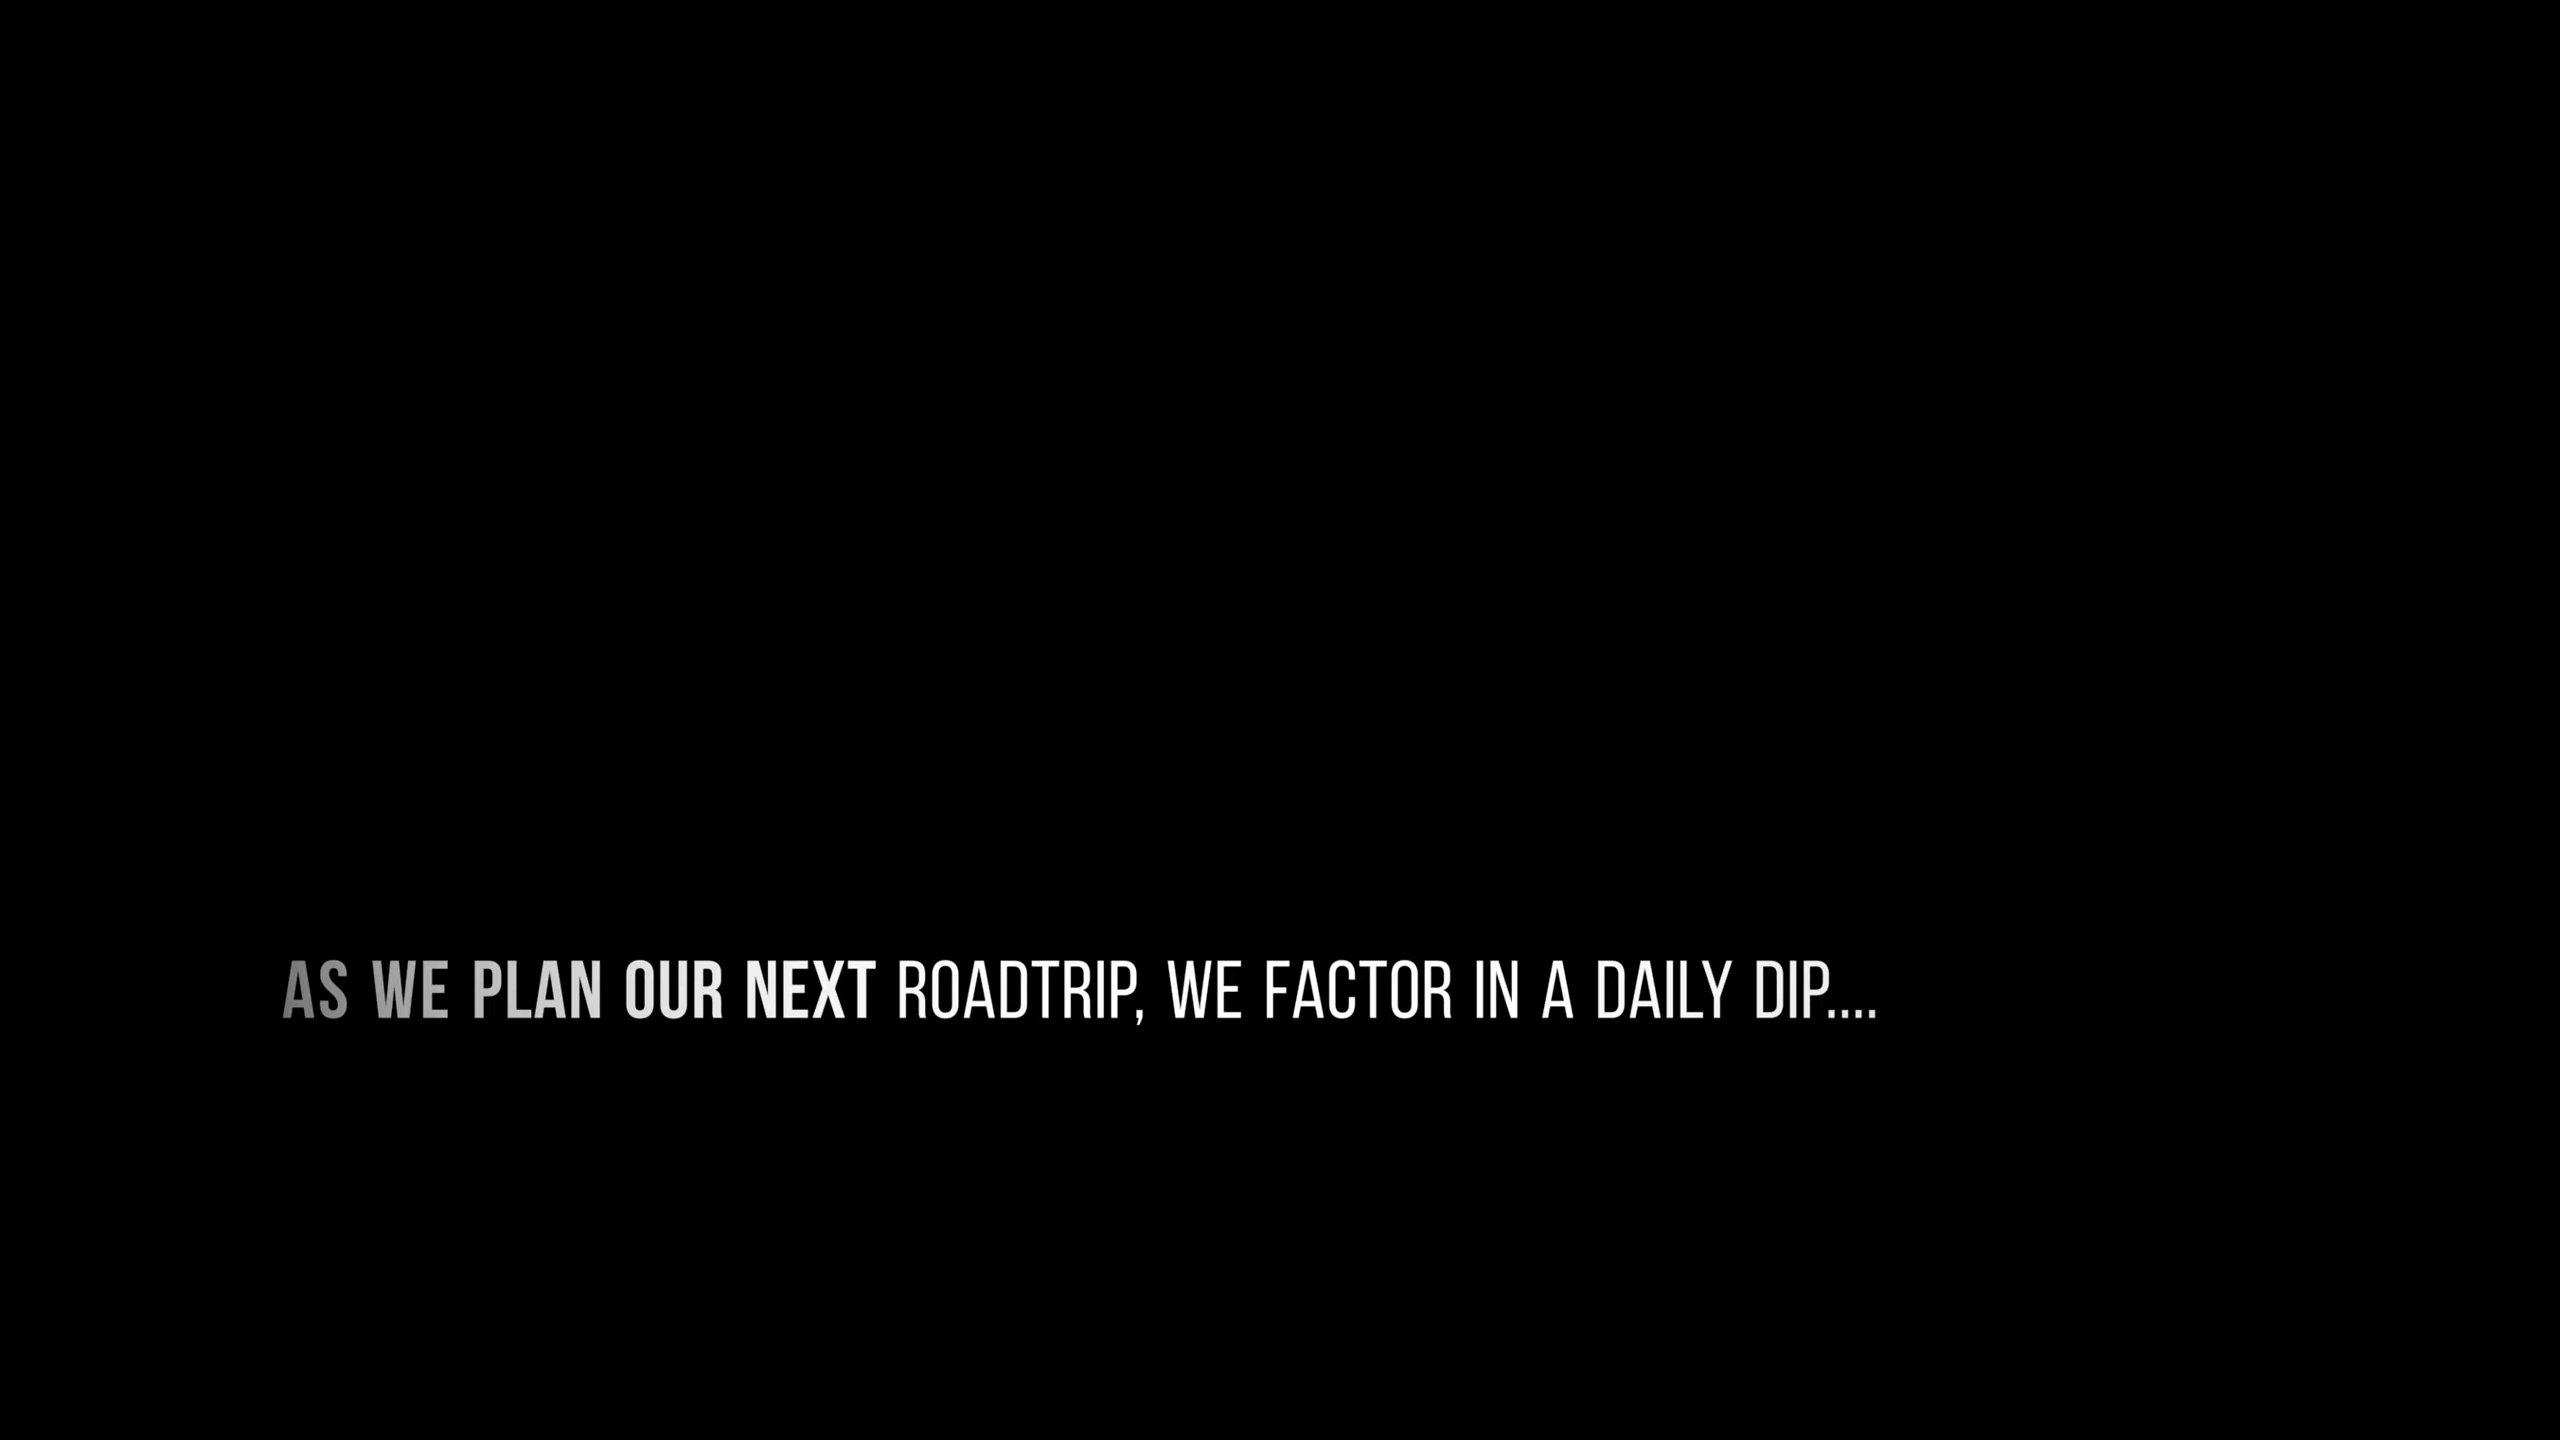 AS WE PLAN OUR NEXT ROADTRIP, WE FACTOR IN A DAILY DIP....